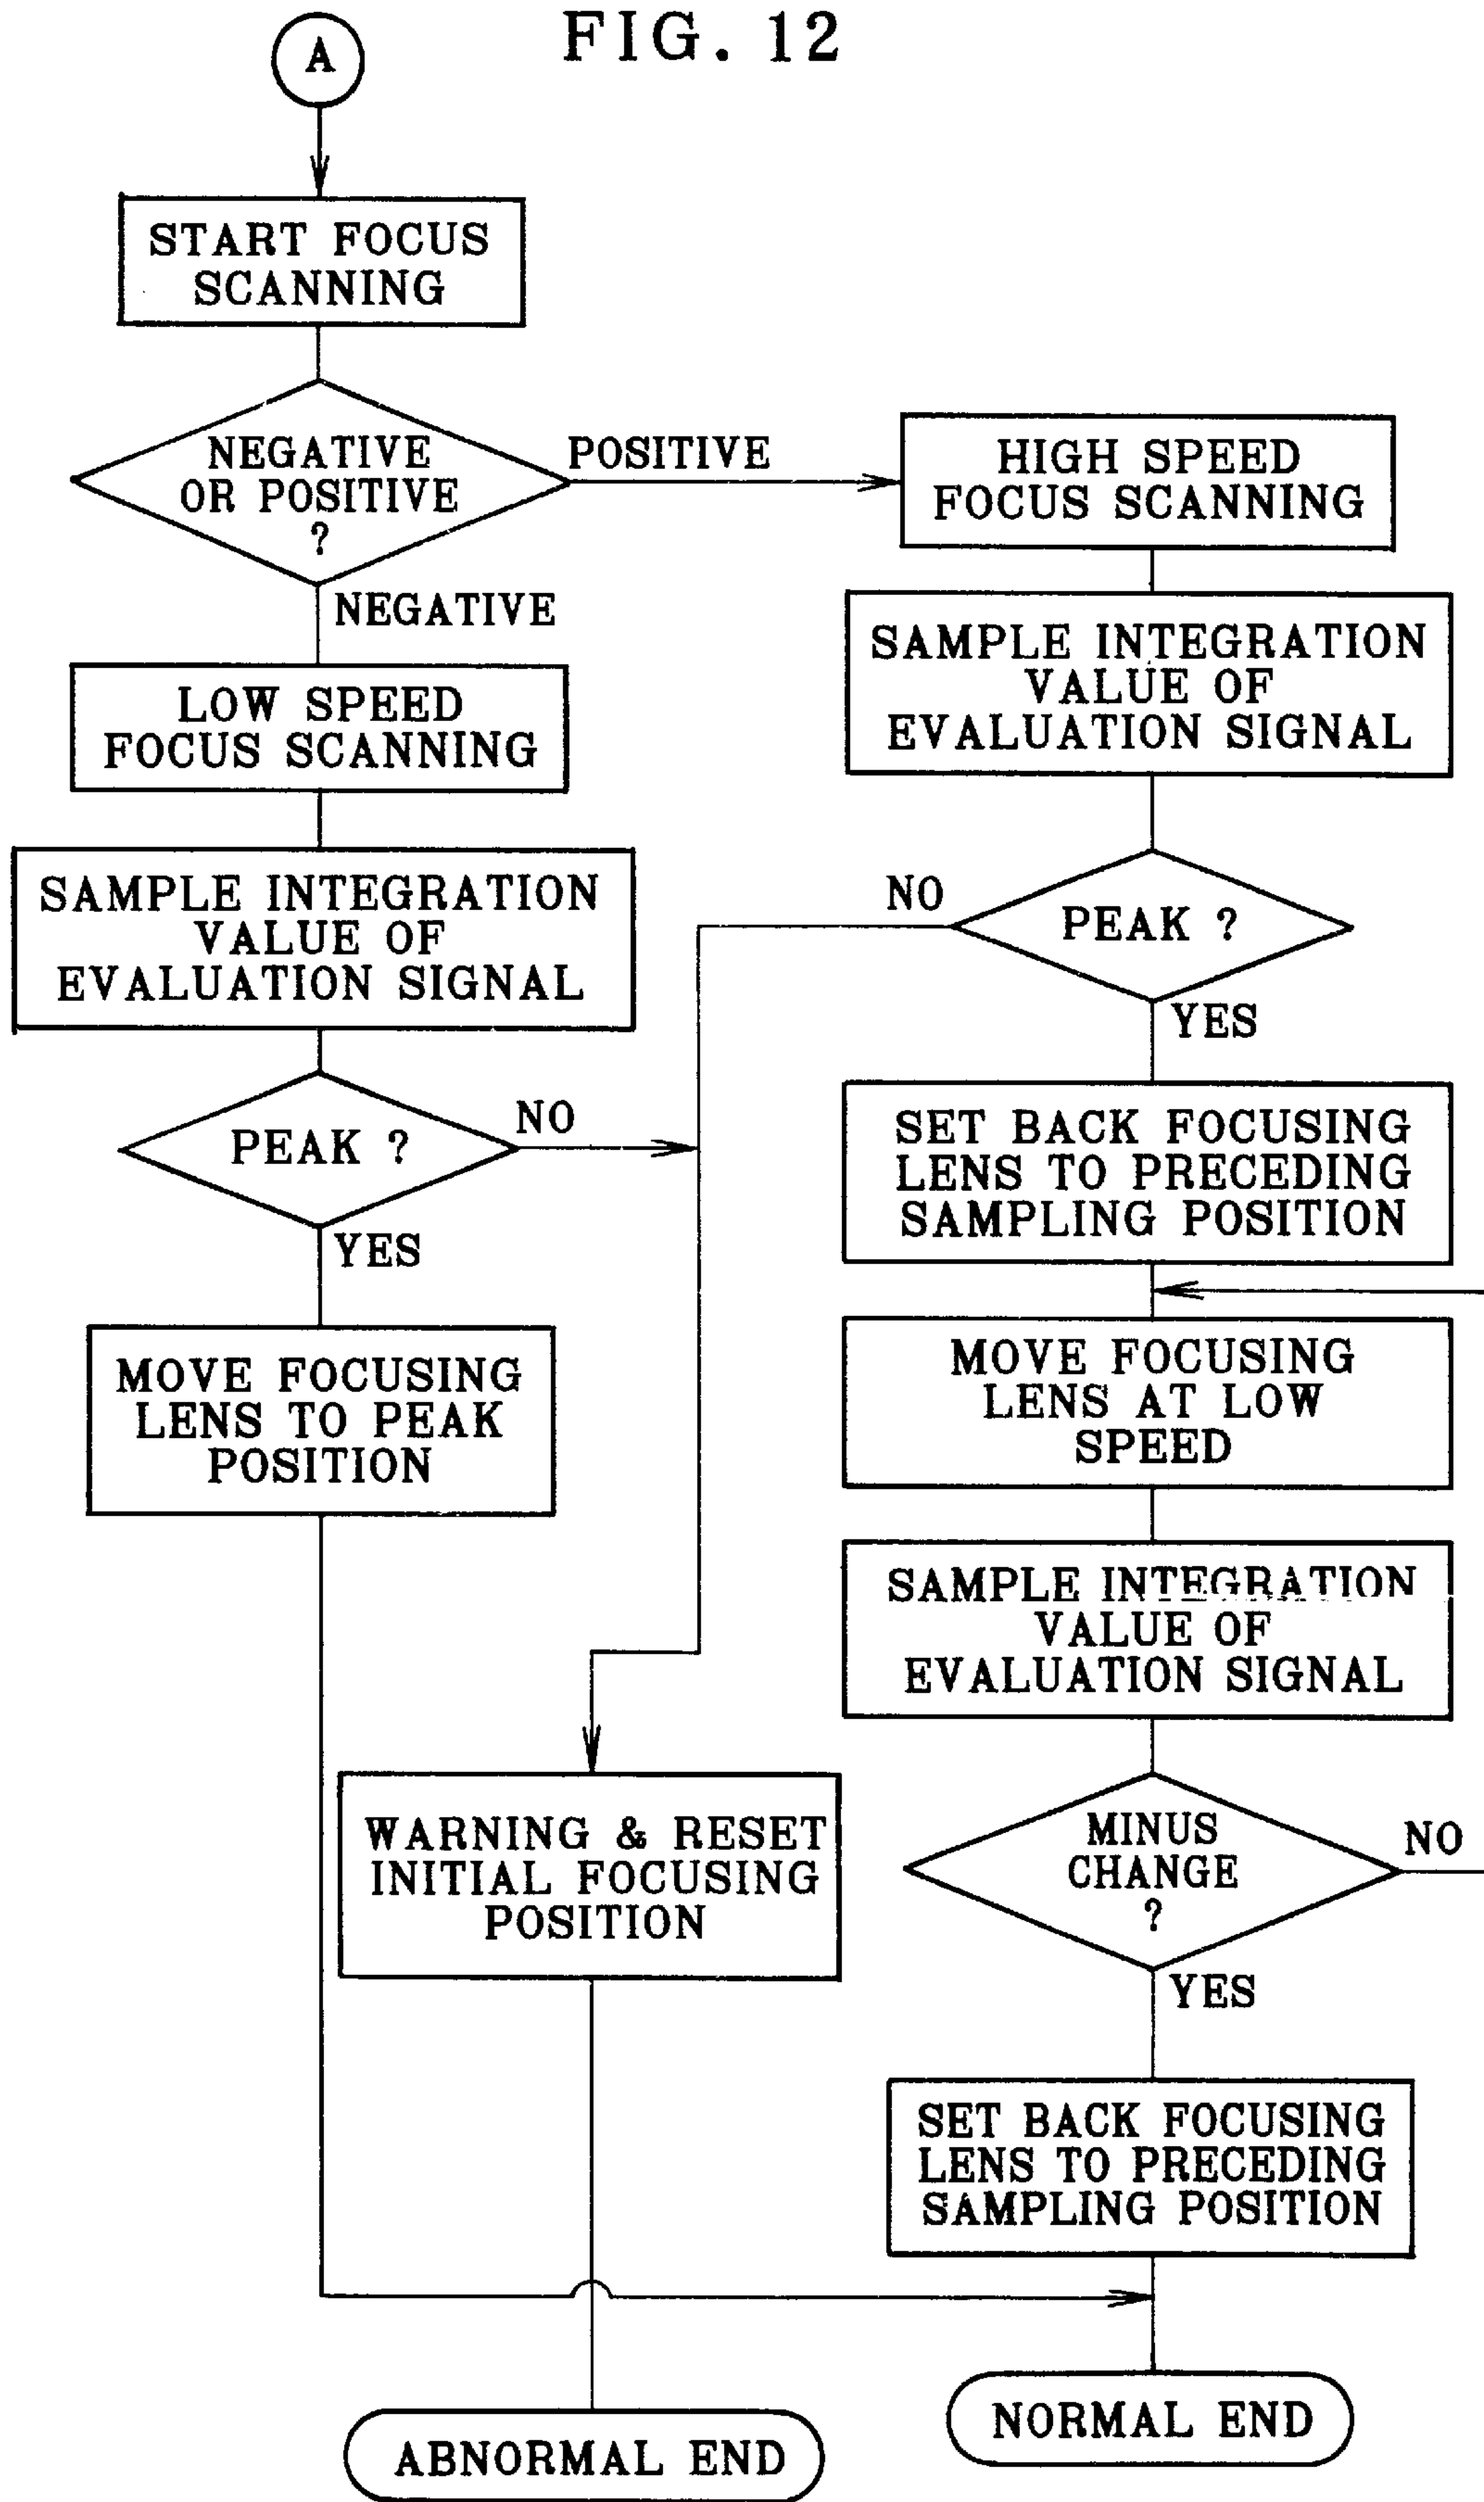 FIG. 12
A
START FOCUS
SCANNING
NEGATIVE
OR POSITIVE
?
POSITIVE
NEGATIVE
LOW SPEED
FOCUS SCANNING
SAMPLE INTEGRATION
VALUE OF
EVALUATION SIGNAL
PEAK ?
NO
YES
MOVE FOCUSING
LENS TO PEAK
POSITION
HIGH SPEED
FOCUS SCANNING
SAMPLE INTEGRATION
VALUE OF
EVALUATION SIGNAL
NO
PEAK ?
YES
SET BACK FOCUSING
LENS TO PRECEDING
SAMPLING POSITION
MOVE FOCUSING
LENS AT LOW
SPEED
SAMPLE INTEGRATION
VALUE OF
EVALUATION SIGNAL
MINUS
CHANGE
?
NO
YES
SET BACK FOCUSING
LENS TO PRECEDING
SAMPLING POSITION
WARNING & RESET
INITIAL FOCUSING
POSITION
ABNORMAL END
NORMAL END